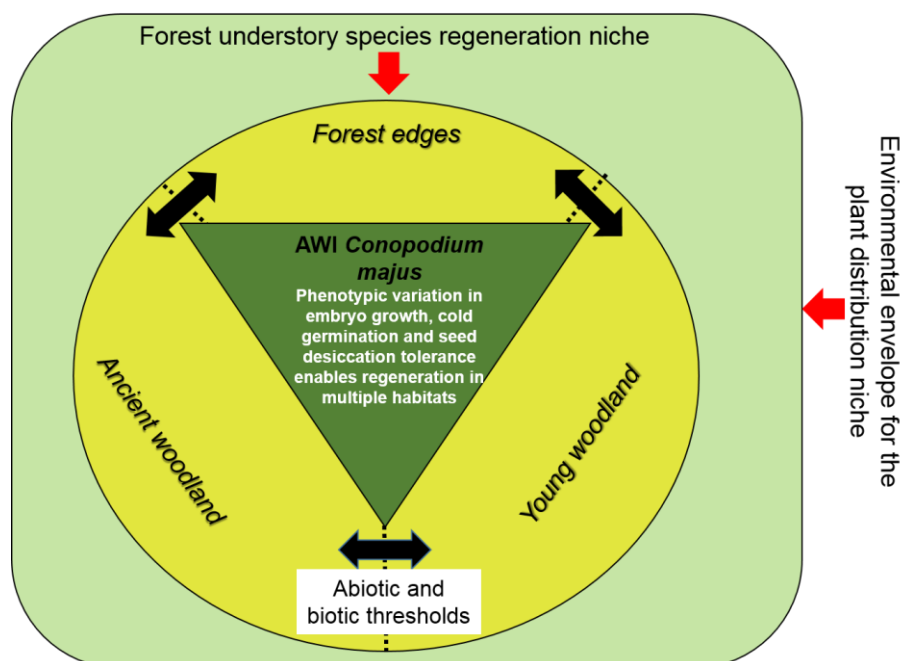 Forest understory species regeneration niche
Forest edges
AWI Conopodium
majus
Phenotypic variation in
embryo growth, cold
germination and seed
desiccation tolerance
enables regeneration in
multiple habitats
Ancient woodland
Young woodland
Abiotic and
biotic thresholds
Environmental envelope for the
plant distribution niche